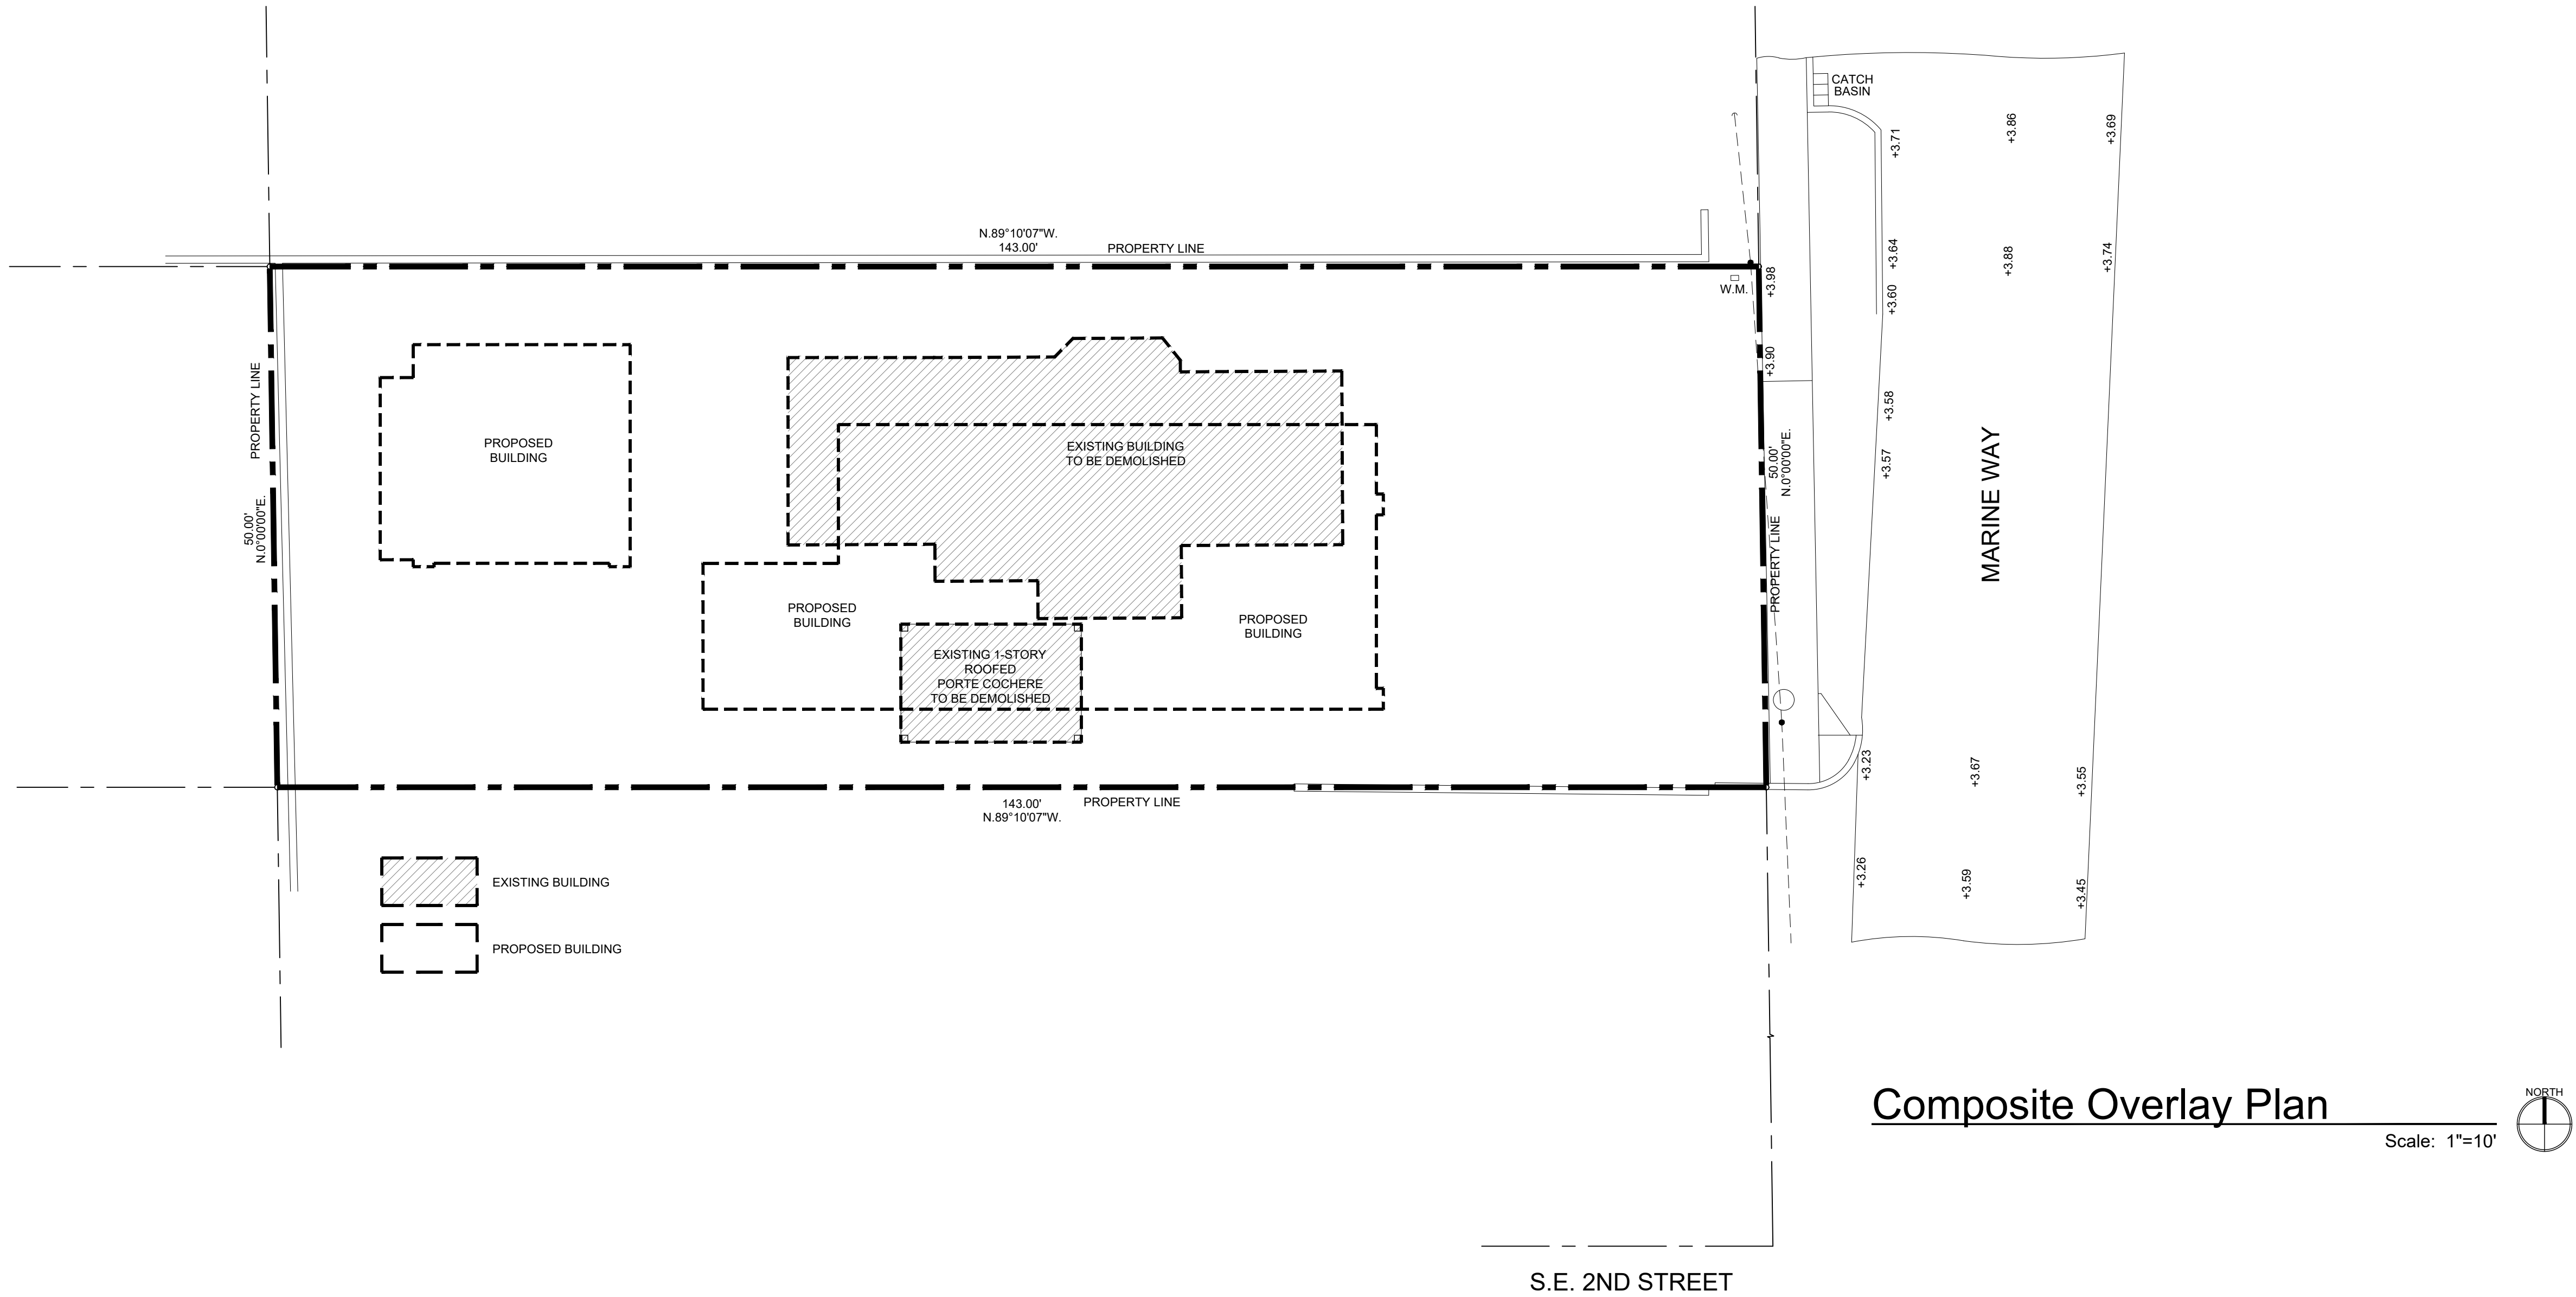 CATCH
BASIN
+3.71
+3.86
+3.69
N.89°10'07"W.
143.00'
PROPERTY LINE
+3.64
+3.88
+3.74
W.M.
+3.98
+3.60
+3.90
PROPERTY LINE
+3.58
PROPOSED
BUILDING
EXISTING BUILDING
TO BE DEMOLISHED
50.00'
N.0°00'00"E.
+3.57
MARINE WAY
50.00'
N.0°00'00"E.
PROPERTY LINE
PROPOSED
BUILDING
PROPOSED
BUILDING
EXISTING 1-STORY
ROOFED
PORTE COCHERE
TO BE DEMOLISHED
+3.23
+3.67
+3.55
143.00'
PROPERTY LINE
N.89°10'07"W.
+3.26
+3.59
+3.45
EXISTING BUILDING
PROPOSED BUILDING
Composite Overlay Plan
NORTH
Scale: 1"=10'
S.E. 2ND STREET